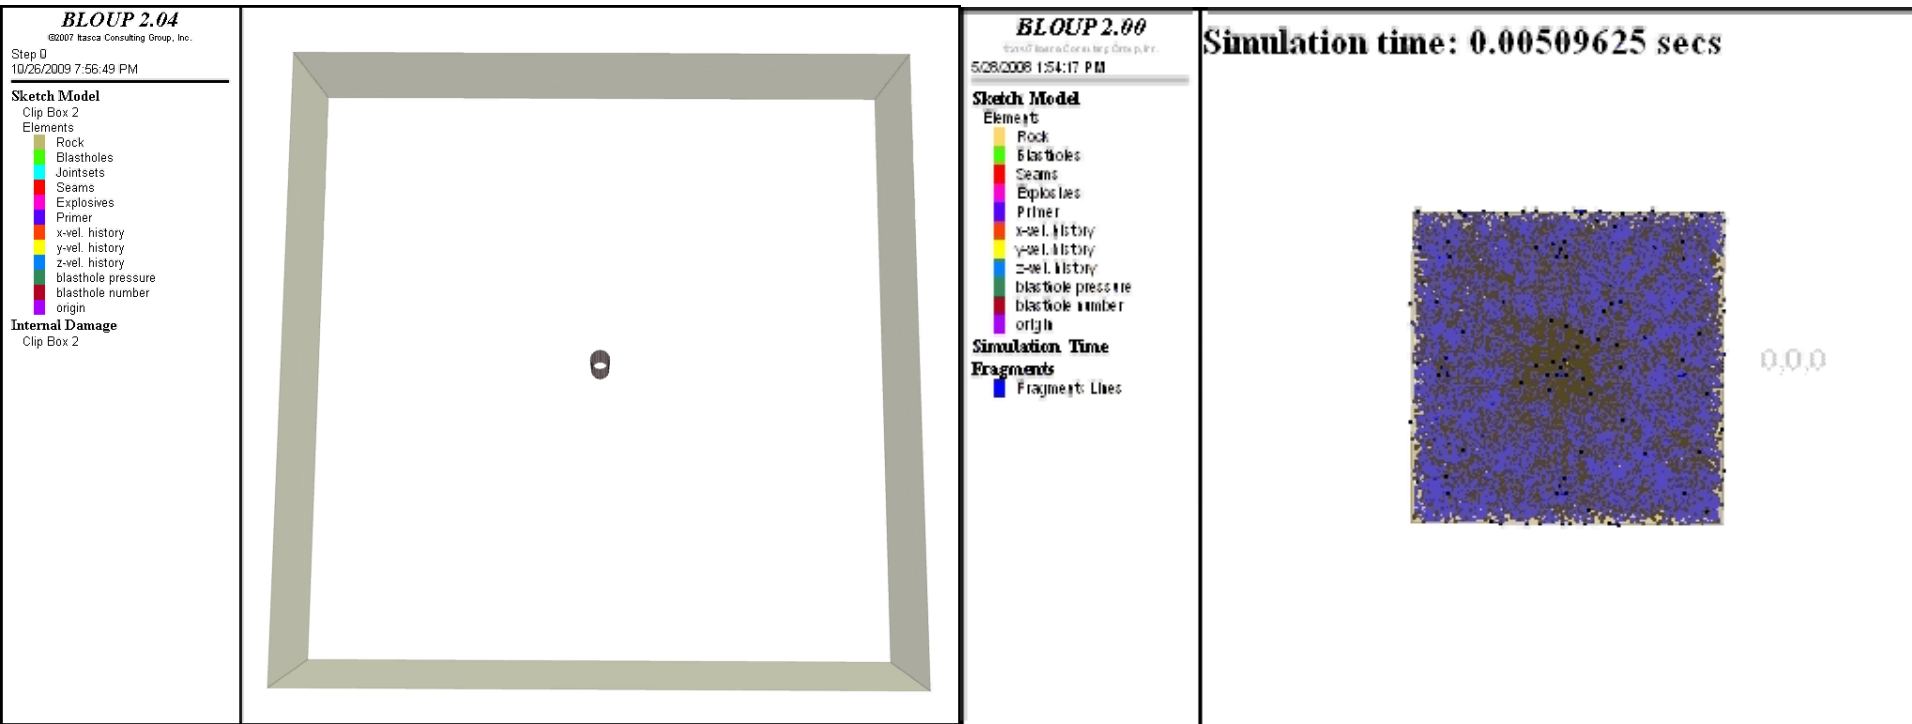 BLOUP 2.04
©2007 Itasca Consulting Group, Inc.
Step 0
10/26/2009 7:56:49 PM
Sketch Model
Clip Box 2
Elements
Rock
Blastholes
Jointsets
Seams
Explosives
Primer
x-vel. history
y-vel. history
z-vel. history
blasthole pressure
blasthole number
origin
Internal Damage
Clip Box 2
BLOUP 2.00
5/28/2008 1:54:17 PM
Sketch Model
Elements
Rock
Blastholes
Seams
Explosives
Primer
x-vel. history
y-vel. history
z-vel. history
blasthole pressure
blasthole number
origin
Simulation Time
Fragments
Fragment Lines
Simulation time: 0.00509625 secs
0,0,0